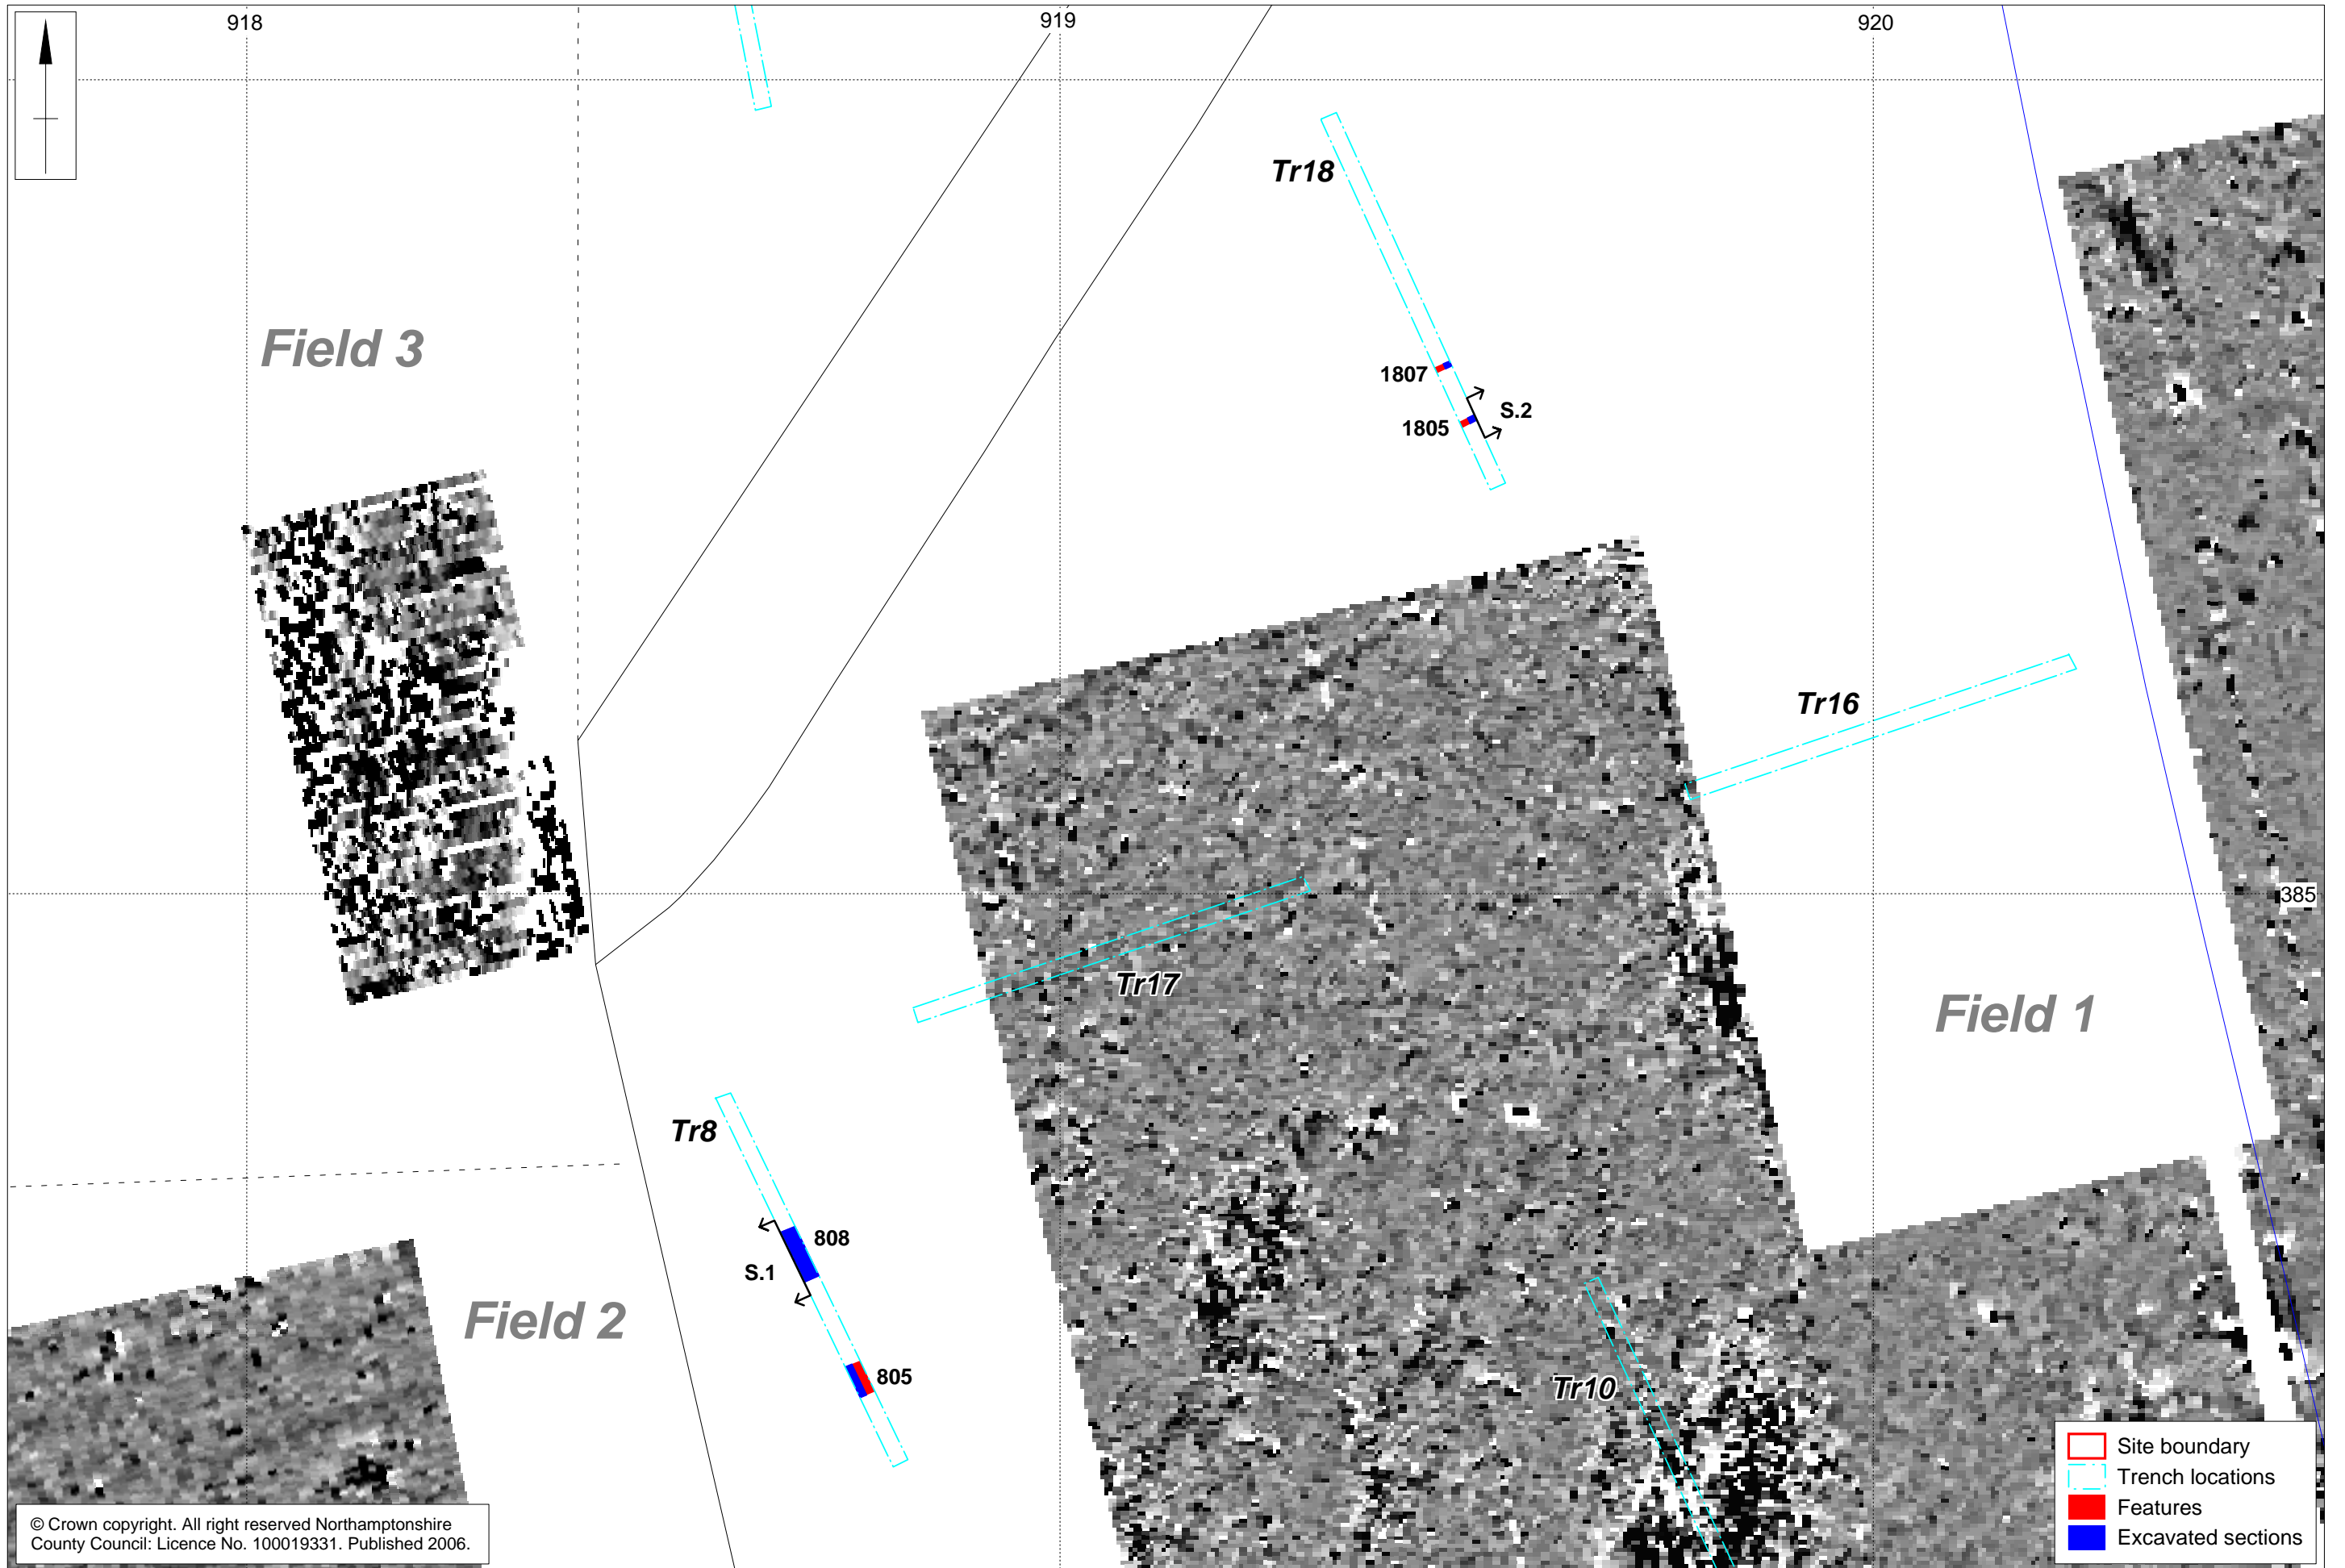 918
919
920
Tr18
Field 3
1807
S.2
1805
Tr16
385
Tr17
Field 1
Tr8
808
S.1
Field 2
805
Tr10
Site boundary
Trench locations
Features
Excavated sections
© Crown copyright. All right reserved Northamptonshire
County Council: Licence No. 100019331. Published 2006.